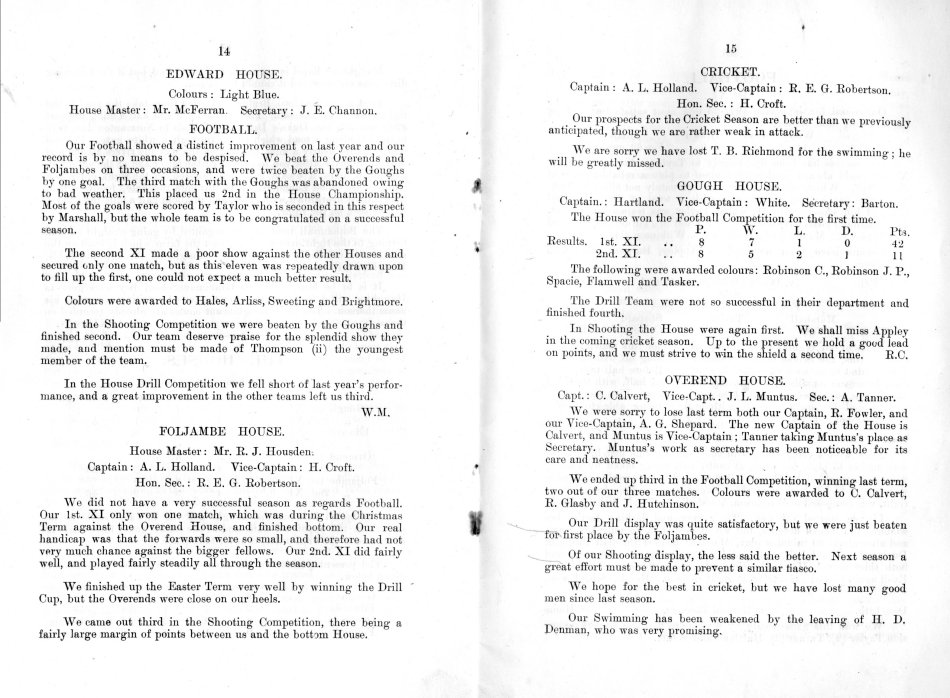 14
EDWARD HOUSE.
Colours : Light Blue.
House Master : Mr. McFerran. Secretary : J. E. Channon.
FOOTBALL.
Our Football showed a distinct improvement on last year and our
record is by no means to be despised. We beat the Overends and
Foljambes on three occasions, and were twice beaten by the Goughs
by one goal. The third match with the Goughs was abandoned owing
to bad weather. This placed us 2nd in the House Championship.
Most of the goals were scored by Taylor who is seconded in this respect
by Marshall, but the whole team is to be congratulated on a successful
season.
The second XI made a poor show against the other Houses and
secured only one match, but as this eleven was repeatedly drawn upon
to fill up the first, one could not expect a much better result.
Colours were awarded to Hales, Arliss, Sweeting and Brightmore.
In the Shooting Competition we were beaten by the Goughs and
finished second. Our team deserve praise for the splendid show they
made, and mention must be made of Thompson (ii) the youngest
member of the team.
In the House Drill Competition we fell short of last year's perfor-
mance, and a great improvement in the other teams left us third.
W.M.
FOLJAMBE HOUSE.
House Master : Mr. R. J. Housden.
Captain : A. L. Holland. Vice-Captain : H. Croft.
Hon. Sec. : R. E. G. Robertson.
We did not have a very successful season as regards Football.
Our 1st. XI only won one match, which was during the Christmas
Term against the Overend House, and finished bottom. Our real
handicap was that the forwards were so small, and therefore had not
very much chance against the bigger fellows. Our 2nd. XI did fairly
well, and played fairly steadily all through the season.
We finished up the Easter Term very well by winning the Drill
Cup, but the Overends were close on our heels.
We came out third in the Shooting Competition, there being a
fairly large margin of points between us and the bottom House.
15
CRICKET.
Captain : A. L. Holland. Vice-Captain : R. E. G. Robertson.
Hon. Sec. : H. Croft.
Our prospects for the Cricket Season are better than we previously
anticipated, though we are rather weak in attack.
We are sorry we have lost T. B. Richmond for the swimming ; he
will be greatly missed.
GOUGH HOUSE.
Captain. : Hartland. Vice-Captain : White. Secretary : Barton.
The House won the Football Competition for the first time.
P. W. L. D. Pts.
Results. 1st. XI. .. 8 7 1 0 42
2nd. XI. .. 8 5 2 1 11
The following were awarded colours : Robinson C., Robinson J. P.,
Spacie, Flamwell and Tasker.
The Drill Team were not so successful in their department and
finished fourth.
In Shooting the House were again first. We shall miss Appley
in the coming cricket season. Up to the present we hold a good lead
on points, and we must strive to win the shield a second time. R.C.
OVEREND HOUSE.
Capt. : C. Calvert, Vice-Capt.. J. L. Muntus. Sec. : A. Tanner.
We were sorry to lose last term both our Captain, R. Fowler, and
our Vice-Captain, A. G. Shepard. The new Captain of the House is
Calvert, and Muntus is Vice-Captain ; Tanner taking Muntus's place as
Secretary. Muntus's work as secretary has been noticeable for its
care and neatness.
We ended up third in the Football Competition, winning last term,
two out of our three matches. Colours were awarded to C. Calvert,
R. Glasby and J. Hutchinson.
Our Drill display was quite satisfactory, but we were just beaten
for first place by the Foljambes.
Of our Shooting display, the less said the better. Next season a
great effort must be made to prevent a similar fiasco.
We hope for the best in cricket, but we have lost many good
men since last season.
Our Swimming has been weakened by the leaving of H. D.
Denman, who was very promising.